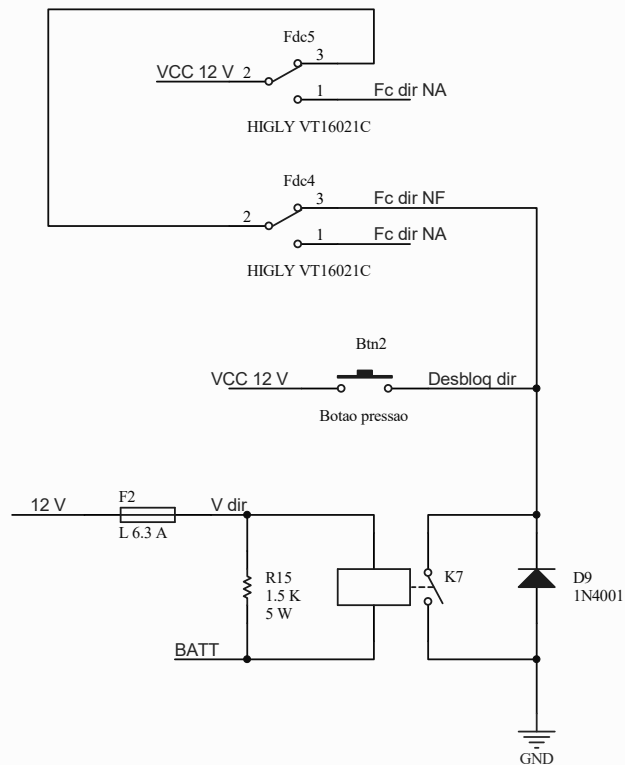 Fdc5
VCC 12 V
2
3
1
Fc dir NA
HIGLY VT16021C
Fdc4
2
3
Fc dir NF
1
Fc dir NA
HIGLY VT16021C
Btn2
VCC 12 V
Desbloq dir
Botao pressao
12 V
F2
L 6.3 A
V dir
R15
1.5 K
5 W
K7
D9
1N4001
BATT
GND